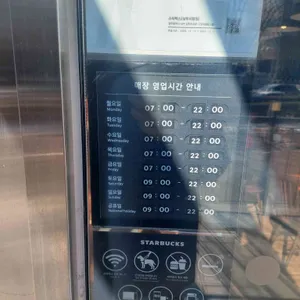 매장 영업시간 안내
월요일 07 : 00 - 22 : 00
Monday
화요일 07 : 00 - 22 : 00
Tuesday
수요일 07 : 00 - 22 : 00
Wednesday
목요일 07 : 00 - 22 : 00
Thursday
금요일 07 : 00 - 22 : 00
Friday
토요일 09 : 00 - 22 : 00
Saturday
일요일 09 : 00 - 22 : 00
Sunday
공휴일 09 : 00 - 22 : 00
National holiday
STARBUCKS